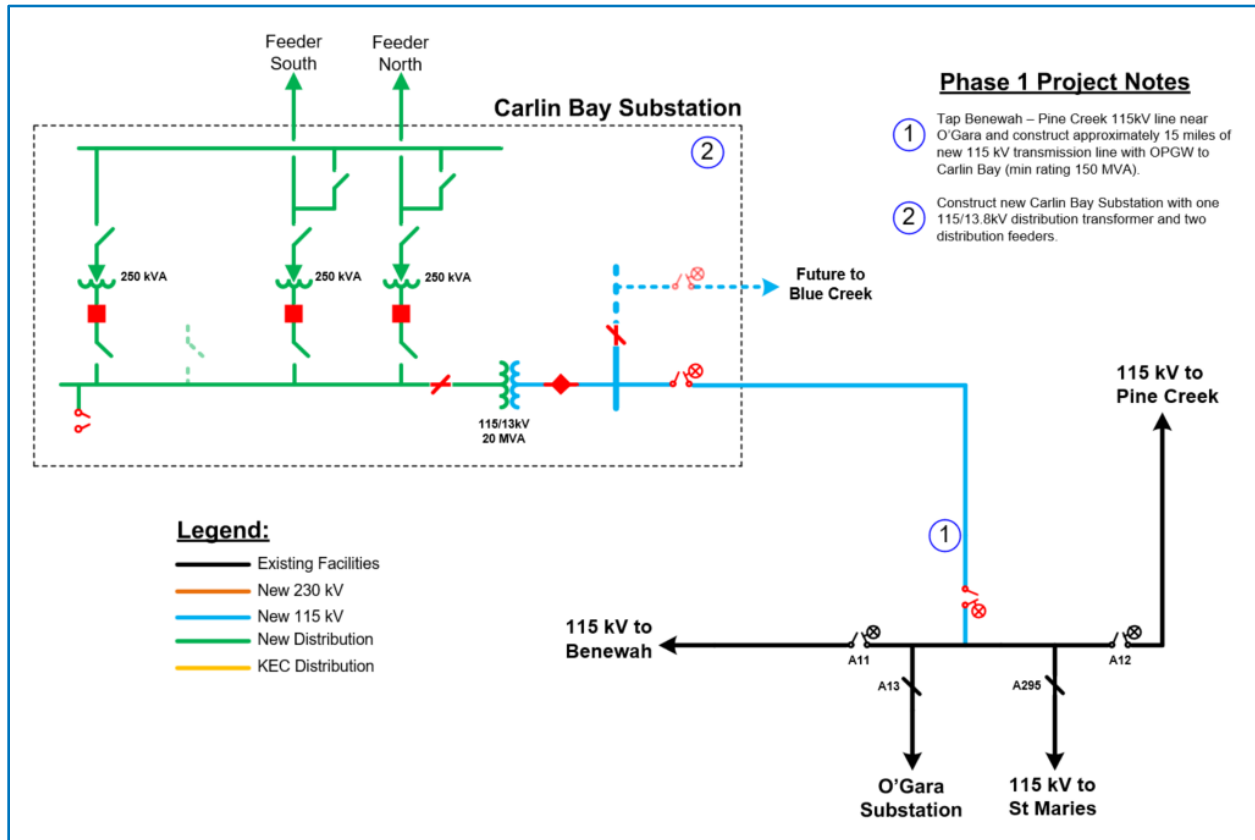 Feeder
South
Feeder
North
Carlin Bay Substation
2
Phase 1 Project Notes
1
Tap Benewah – Pine Creek 115kV line near
O'Gara and construct approximately 15 miles of
new 115 kV transmission line with OPGW to
Carlin Bay (min rating 150 MVA).
2
Construct new Carlin Bay Substation with one
115/13.8kV distribution transformer and two
distribution feeders.
250 kVA
250 kVA
250 kVA
Future to
Blue Creek
115/13kV
20 MVA
115 kV to
Pine Creek
Legend:
Existing Facilities
New 230 kV
New 115 kV
New Distribution
KEC Distribution
1
115 kV to
Benewah
A11
A12
A13
A295
O'Gara
Substation
115 kV to
St Maries